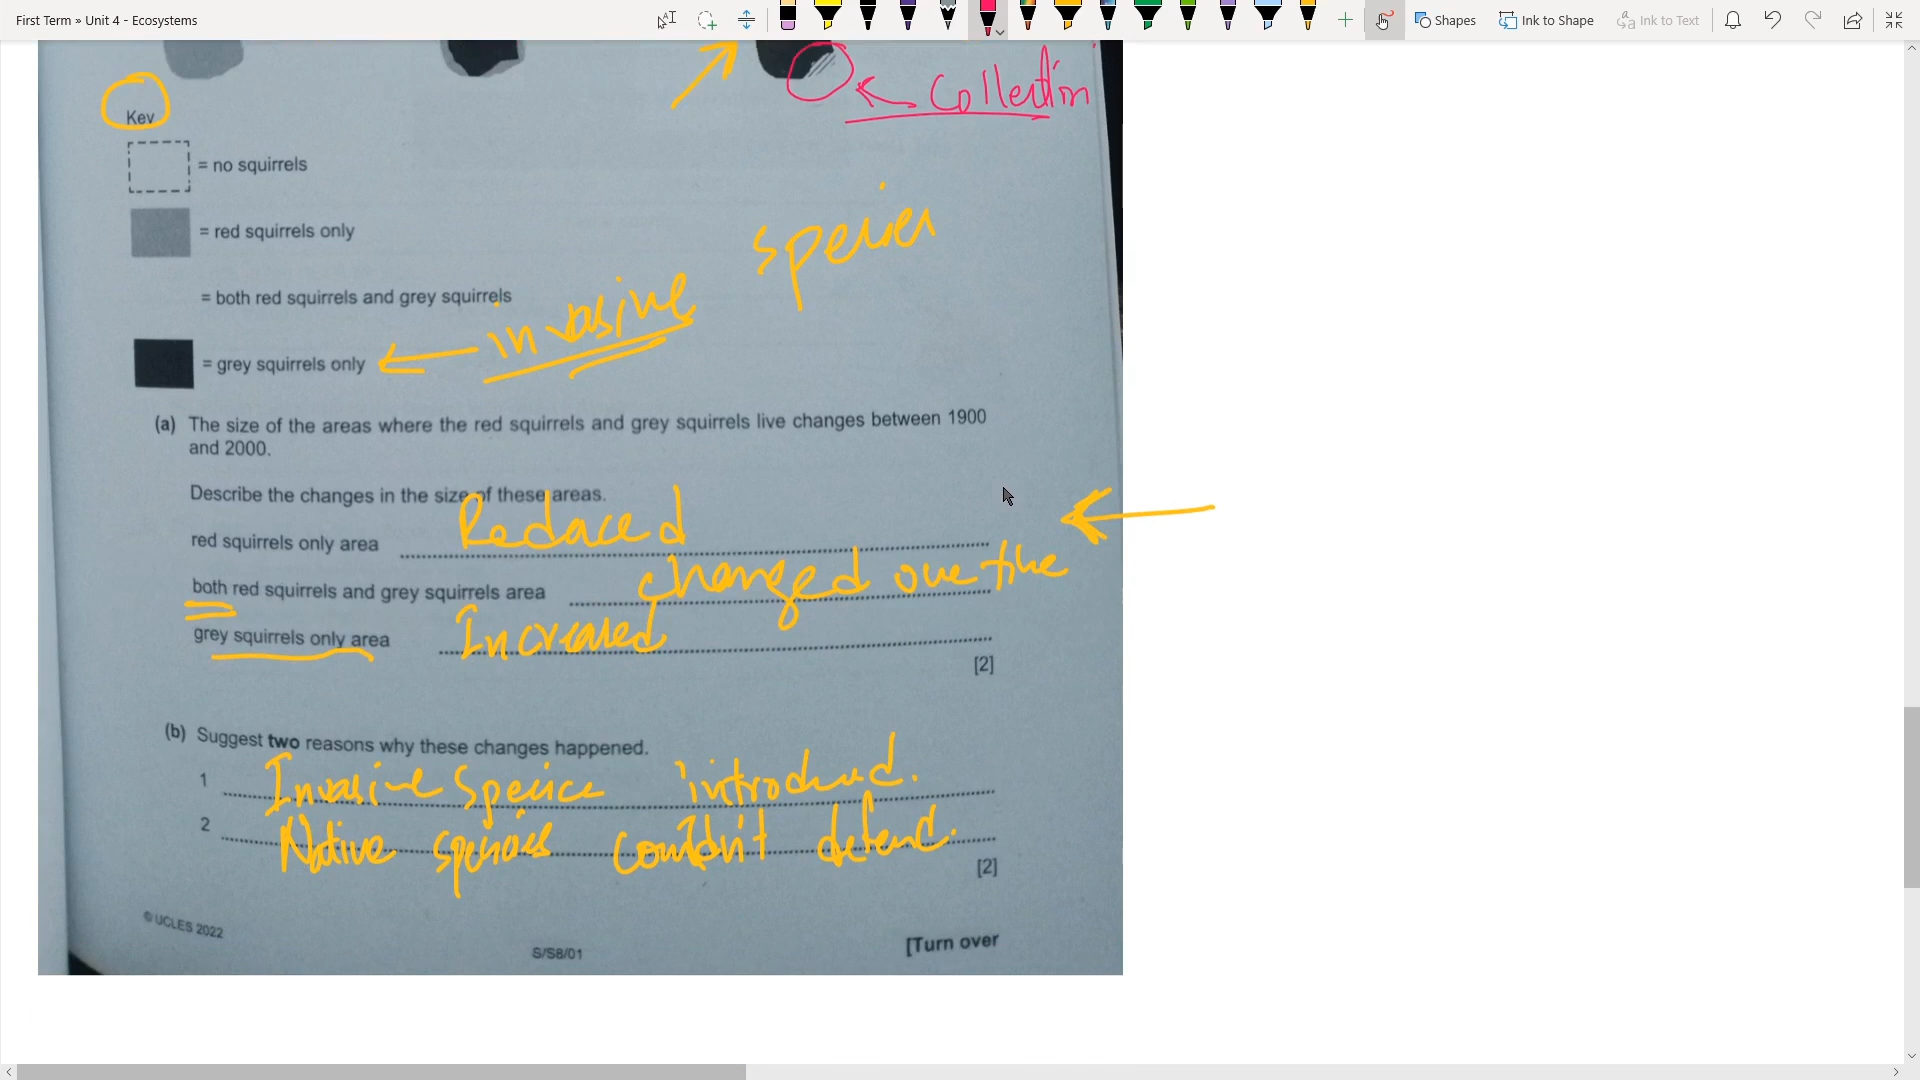 First Term » Unit 4 - Ecosystems
Shapes
Ink to Shape
Ink to Text
Collection
Key
= no squirrels
= red squirrels only
species
= both red squirrels and grey squirrels
invasive
= grey squirrels only
(a) The size of the areas where the red squirrels and grey squirrels live changes between 1900
and 2000.
Describe the changes in the size of these areas.
red squirrels only area Reduced
both red squirrels and grey squirrels area changed over time
grey squirrels only area Increased
[2]
(b) Suggest two reasons why these changes happened.
1 Invasive Speice introduced.
2 Native species couldn't defend.
[2]
© UCLES 2022
S/S8/01
[Turn over